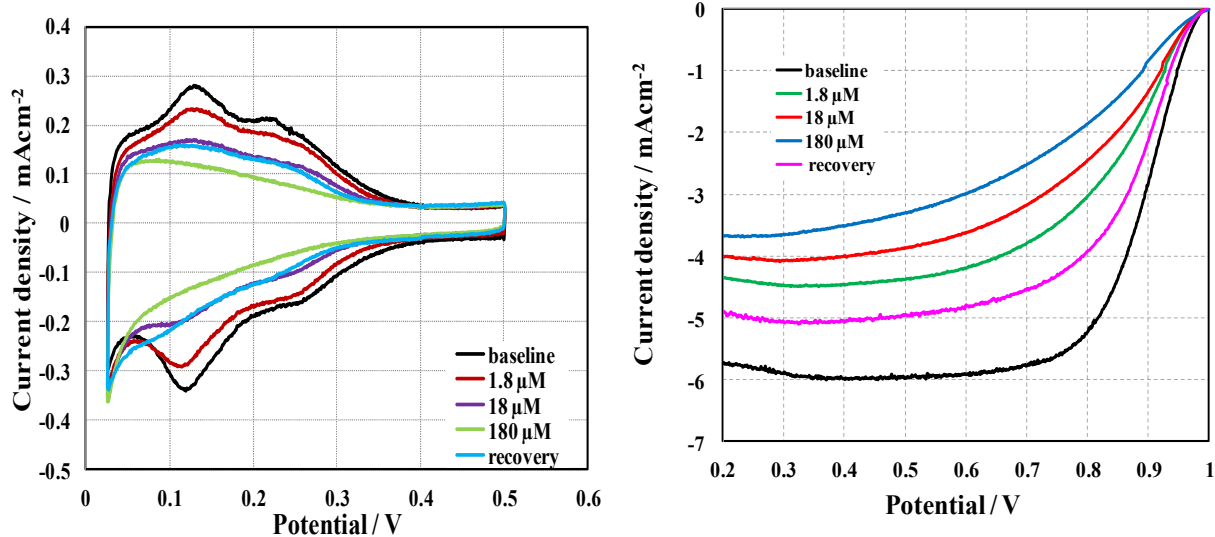 Current density / mAcm-2
0.4
0.3
0.2
0.1
0
-0.1
-0.2
-0.3
-0.4
-0.5
baseline
1.8 µM
18 µM
180 µM
recovery
0
0.1
0.2
0.3
0.4
0.5
0.6
Potential / V
Current density / mAcm-2
0
-1
-2
-3
-4
-5
-6
-7
baseline
1.8 µM
18 µM
180 µM
recovery
0.2
0.3
0.4
0.5
0.6
0.7
0.8
0.9
1
Potential / V